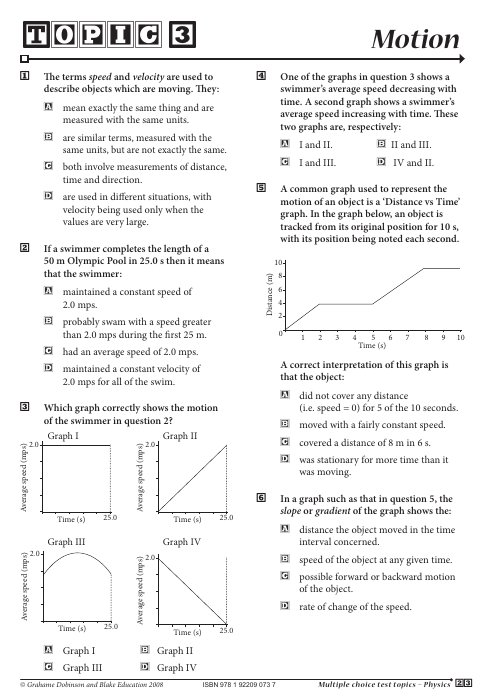 TOPIC 3
Motion
1 The terms speed and velocity are used to
describe objects which are moving. They:
A mean exactly the same thing and are
measured with the same units.
B are similar terms, measured with the
same units, but are not exactly the same.
C both involve measurements of distance,
time and direction.
D are used in different situations, with
velocity being used only when the
values are very large.
2 If a swimmer completes the length of a
50 m Olympic Pool in 25.0 s then it means
that the swimmer:
A maintained a constant speed of
2.0 mps.
B probably swam with a speed greater
than 2.0 mps during the first 25 m.
C had an average speed of 2.0 mps.
D maintained a constant velocity of
2.0 mps for all of the swim.
3 Which graph correctly shows the motion
of the swimmer in question 2?
Graph I
2.0
Average speed (mps)
Time (s)
25.0
Graph II
2.0
Average speed (mps)
Time (s)
25.0
Graph III
2.0
Average speed (mps)
Time (s)
25.0
Graph IV
2.0
Average speed (mps)
Time (s)
25.0
A Graph I
B Graph II
C Graph III
D Graph IV
4 One of the graphs in question 3 shows a
swimmer's average speed decreasing with
time. A second graph shows a swimmer's
average speed increasing with time. These
two graphs are, respectively:
A I and II.
B II and III.
C I and III.
D IV and II.
5 A common graph used to represent the
motion of an object is a 'Distance vs Time'
graph. In the graph below, an object is
tracked from its original position for 10 s,
with its position being noted each second.
10
8
6
4
2
0
Distance (m)
1 2 3 4 5 6 7 8 9 10
Time (s)
A correct interpretation of this graph is
that the object:
A did not cover any distance
(i.e. speed = 0) for 5 of the 10 seconds.
B moved with a fairly constant speed.
C covered a distance of 8 m in 6 s.
D was stationary for more time than it
was moving.
6 In a graph such as that in question 5, the
slope or gradient of the graph shows the:
A distance the object moved in the time
interval concerned.
B speed of the object at any given time.
C possible forward or backward motion
of the object.
D rate of change of the speed.
© Grahame Dobinson and Blake Education 2008
ISBN 978 1 92209 073 7
Multiple choice test topics – Physics 23